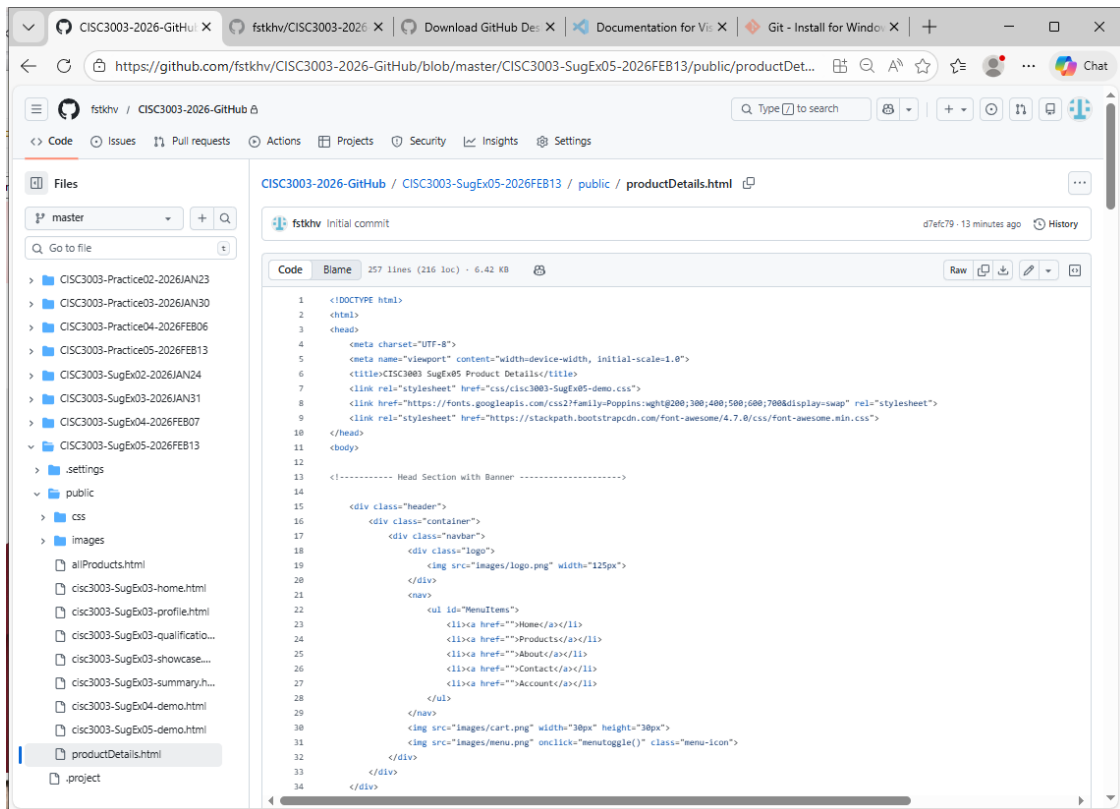 CISC3003-2026-GitHu
fstkhv/CISC3003-2026
Download GitHub Des
Documentation for Vis
Git - Install for Window
https://github.com/fstkhv/CISC3003-2026-GitHub/blob/master/CISC3003-SugEx05-2026FEB13/public/productDet...
Chat
fstkhv / CISC3003-2026-GitHub
Type / to search
Code Issues Pull requests Actions Projects Security Insights Settings
Files
master
Go to file t
CISC3003-Practice02-2026JAN23
CISC3003-Practice03-2026JAN30
CISC3003-Practice04-2026FEB06
CISC3003-Practice05-2026FEB13
CISC3003-SugEx02-2026JAN24
CISC3003-SugEx03-2026JAN31
CISC3003-SugEx04-2026FEB07
CISC3003-SugEx05-2026FEB13
.settings
public
css
images
allProducts.html
cisc3003-SugEx03-home.html
cisc3003-SugEx03-profile.html
cisc3003-SugEx03-qualificatio...
cisc3003-SugEx03-showcase....
cisc3003-SugEx03-summary.h...
cisc3003-SugEx04-demo.html
cisc3003-SugEx05-demo.html
productDetails.html
.project
CISC3003-2026-GitHub / CISC3003-SugEx05-2026FEB13 / public / productDetails.html
fstkhv Initial commit
d7efc79 · 13 minutes ago History
Code Blame 257 lines (216 loc) · 6.42 KB
Raw
1 <!DOCTYPE html>
2 <html>
3 <head>
4 <meta charset="UTF-8">
5 <meta name="viewport" content="width=device-width, initial-scale=1.0">
6 <title>CISC3003 SugEx05 Product Details</title>
7 <link rel="stylesheet" href="css/cisc3003-SugEx05-demo.css">
8 <link href="https://fonts.googleapis.com/css2?family=Poppins:wght@200;300;400;500;600;700&display=swap" rel="stylesheet">
9 <link rel="stylesheet" href="https://stackpath.bootstrapcdn.com/font-awesome/4.7.0/css/font-awesome.min.css">
10 </head>
11 <body>
12
13 <!----------- Head Section with Banner --------------------->
14
15 <div class="header">
16 <div class="container">
17 <div class="navbar">
18 <div class="logo">
19 <img src="images/logo.png" width="125px">
20 </div>
21 <nav>
22 <ul id="MenuItems">
23 <li><a href="">Home</a></li>
24 <li><a href="">Products</a></li>
25 <li><a href="">About</a></li>
26 <li><a href="">Contact</a></li>
27 <li><a href="">Account</a></li>
28 </ul>
29 </nav>
30 <img src="images/cart.png" width="30px" height="30px">
31 <img src="images/menu.png" onclick="menutoggle()" class="menu-icon">
32 </div>
33 </div>
34 </div>